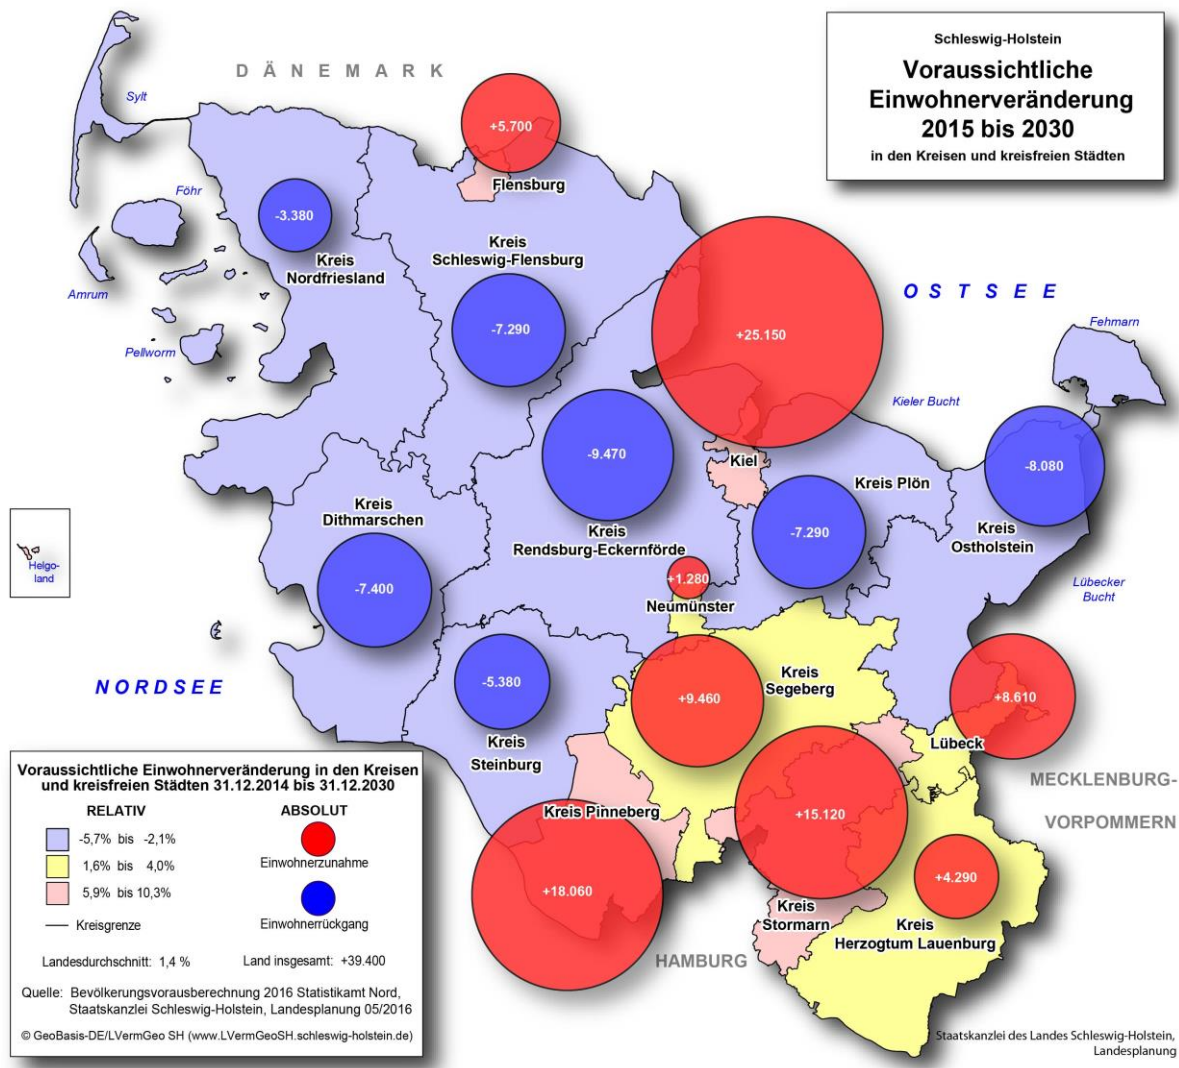 Schleswig-Holstein
Voraussichtliche
Einwohnerveränderung
2015 bis 2030
in den Kreisen und kreisfreien Städten
DÄNEMARK
Sylt
+5.700
Flensburg
Föhr
-3.380
Kreis
Nordfriesland
Kreis
Schleswig-Flensburg
Amrum
OSTSEE
-7.290
+25.150
Fehmarn
Pellworm
Kieler Bucht
-9.470
Kiel
-8.080
Kreis Plön
Kreis
Dithmarschen
Kreis
Rendsburg-Eckernförde
-7.290
Kreis
Ostholstein
Helgo-
land
-7.400
+1.280
Neumünster
Lübecker
Bucht
NORDSEE
-5.380
Kreis
Steinburg
+9.460
Kreis
Segeberg
+8.610
Lübeck
MECKLENBURG-
VORPOMMERN
Kreis Pinneberg
+15.120
+18.060
+4.290
Kreis
Stormarn
Kreis
Herzogtum Lauenburg
HAMBURG
Voraussichtliche Einwohnerveränderung in den Kreisen
und kreisfreien Städten 31.12.2014 bis 31.12.2030
RELATIV ABSOLUT
-5,7% bis -2,1%
1,6% bis 4,0%
5,9% bis 10,3%
Einwohnerzunahme
Einwohnerrückgang
Kreisgrenze
Landesdurchschnitt: 1,4 % Land insgesamt: +39.400
Quelle: Bevölkerungsvorausberechnung 2016 Statistikamt Nord,
Staatskanzlei Schleswig-Holstein, Landesplanung 05/2016
© GeoBasis-DE/LVermGeo SH (www.LVermGeoSH.schleswig-holstein.de)
Staatskanzlei des Landes Schleswig-Holstein,
Landesplanung